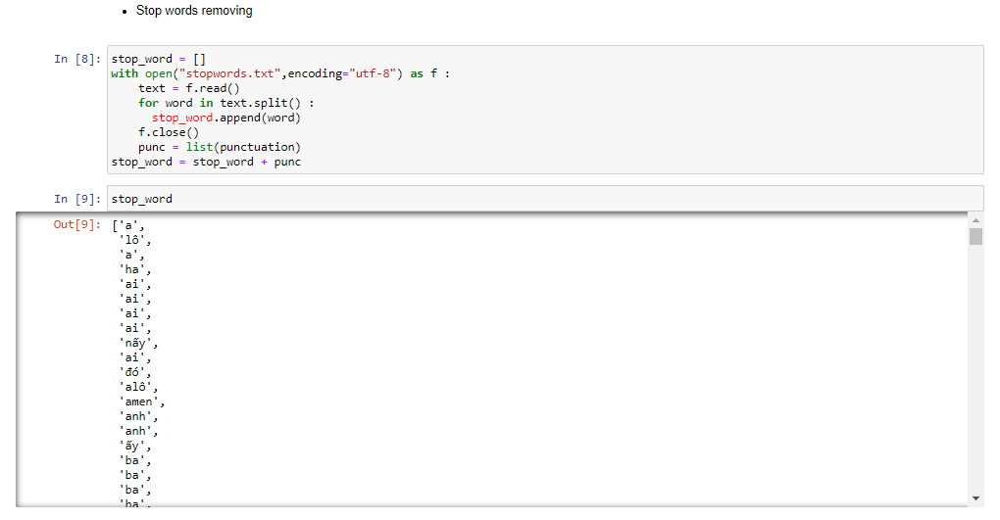 • Stop words removing
In [8]: stop_word = []
with open("stopwords.txt",encoding="utf-8") as f :
    text = f.read()
    for word in text.split() :
      stop_word.append(word)
    f.close()
    punc = list(punctuation)
stop_word = stop_word + punc
In [9]: stop_word
Out[9]: ['a',
 'lô',
 'a',
 'ha',
 'ai',
 'ai',
 'ai',
 'ai',
 'nấy',
 'ai',
 'đó',
 'alô',
 'amen',
 'anh',
 'anh',
 'ấy',
 'ba',
 'ba',
 'ba',
 'ba',